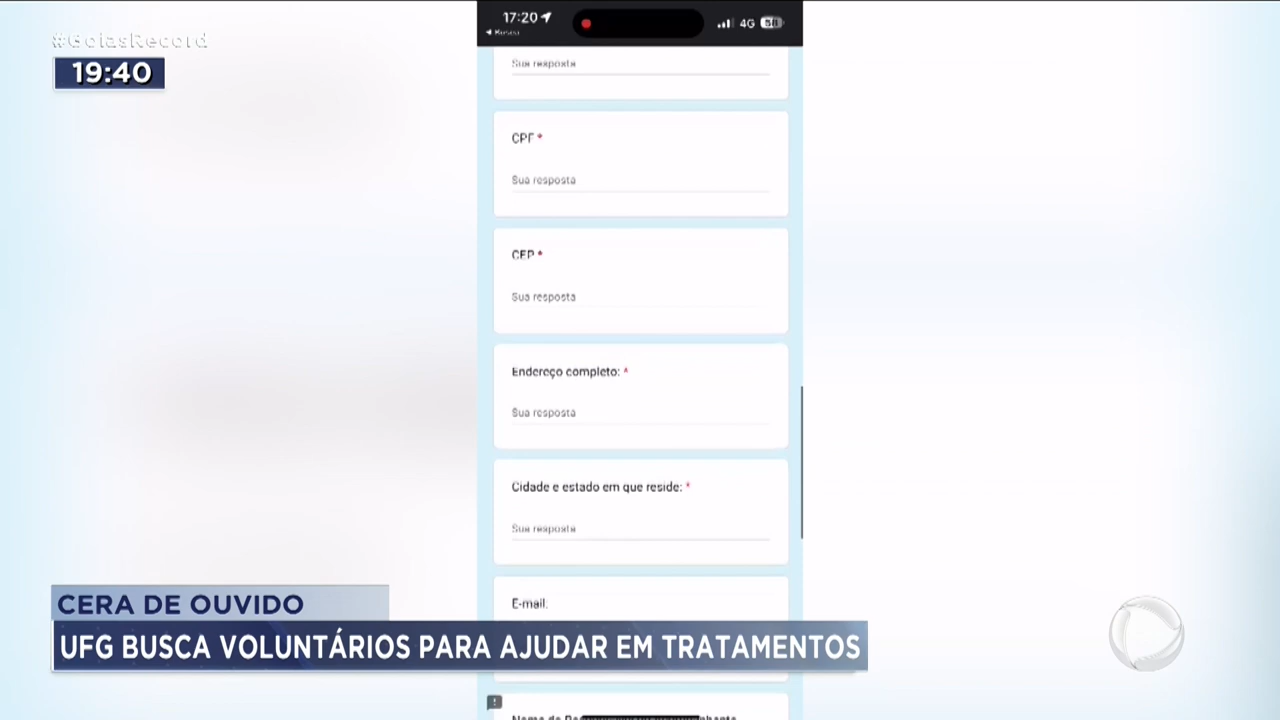 #GoiasRecord
19:40
17:20
4G
Busca
Sua resposta
CPF *
Sua resposta
CEP *
Sua resposta
Endereço completo: *
Sua resposta
Cidade e estado em que reside: *
Sua resposta
E-mail:
CERA DE OUVIDO
UFG BUSCA VOLUNTÁRIOS PARA AJUDAR EM TRATAMENTOS